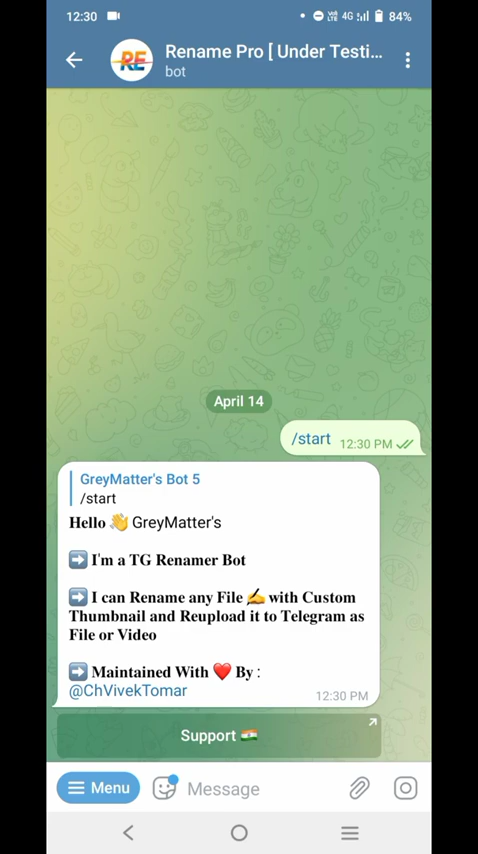 12:30 4G 84%
RE Rename Pro [ Under Testi...
bot
April 14
/start 12:30 PM
GreyMatter's Bot 5
/start
Hello 👋 GreyMatter's
➡️ I'm a TG Renamer Bot
➡️ I can Rename any File ✍️ with Custom
Thumbnail and Reupload it to Telegram as
File or Video
➡️ Maintained With ❤️ By :
@ChVivekTomar 12:30 PM
Support 🇮🇳
Menu Message